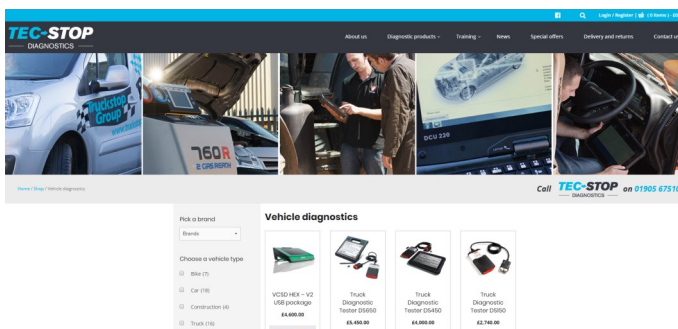 Login / Register | ( 0 Items ) -
TEC-STOP
DIAGNOSTICS
About us Diagnostic products Training News Special offers Delivery and returns Contact us
Truckstop
Group
760R
2 GAS READY
DCU 220
Home / Shop / Vehicle diagnostics
Call TEC-STOP on 01905 67510
DIAGNOSTICS
Pick a brand
Brands
Choose a vehicle type
Bike (7)
Car (18)
Construction (4)
Truck (16)
Vehicle diagnostics
VCSD HEX – V2
USB package
£4,600.00
Truck
Diagnostic
Tester DS650
£5,450.00
Truck
Diagnostic
Tester DS450
£4,000.00
Truck
Diagnostic
Tester DS150
£2,740.00